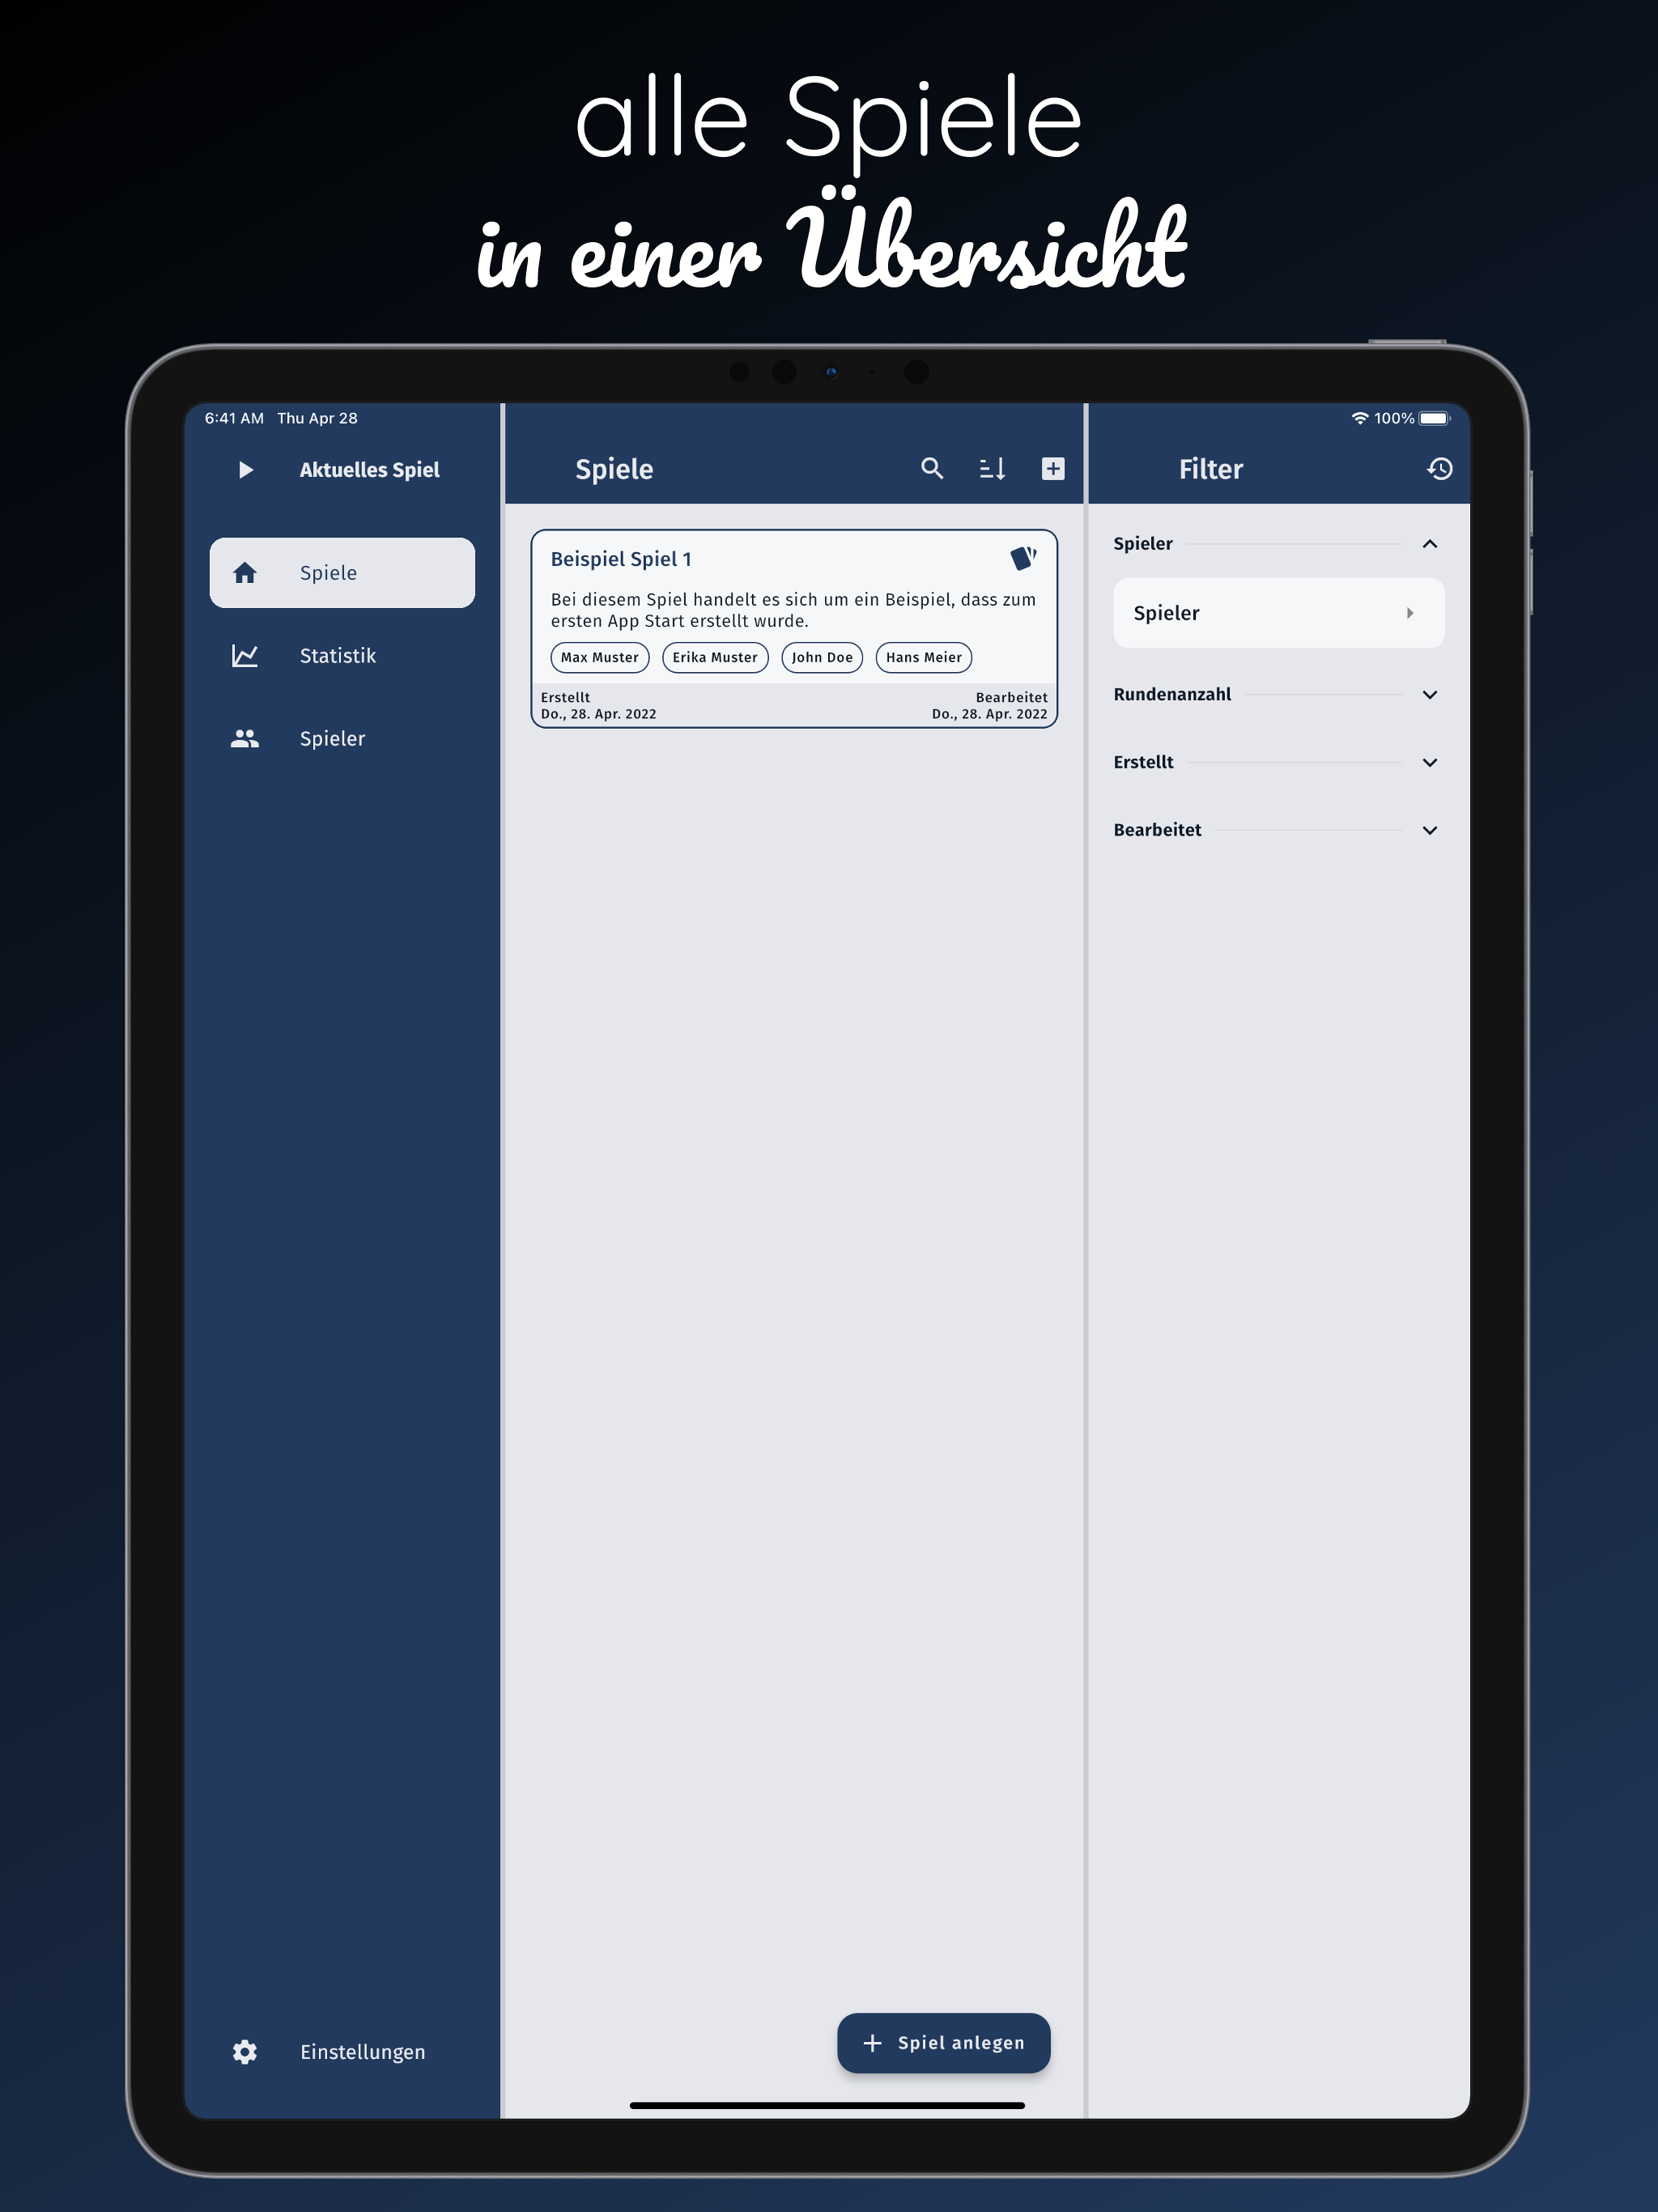 alle Spiele
in einer Übersicht
6:41 AM Thu Apr 28
100%
Aktuelles Spiel
Spiele
Statistik
Spieler
Einstellungen
Spiele
Beispiel Spiel 1
Bei diesem Spiel handelt es sich um ein Beispiel, dass zum
ersten App Start erstellt wurde.
Max Muster Erika Muster John Doe Hans Meier
Erstellt Bearbeitet
Do., 28. Apr. 2022 Do., 28. Apr. 2022
Spiel anlegen
Filter
Spieler
Spieler
Rundenanzahl
Erstellt
Bearbeitet